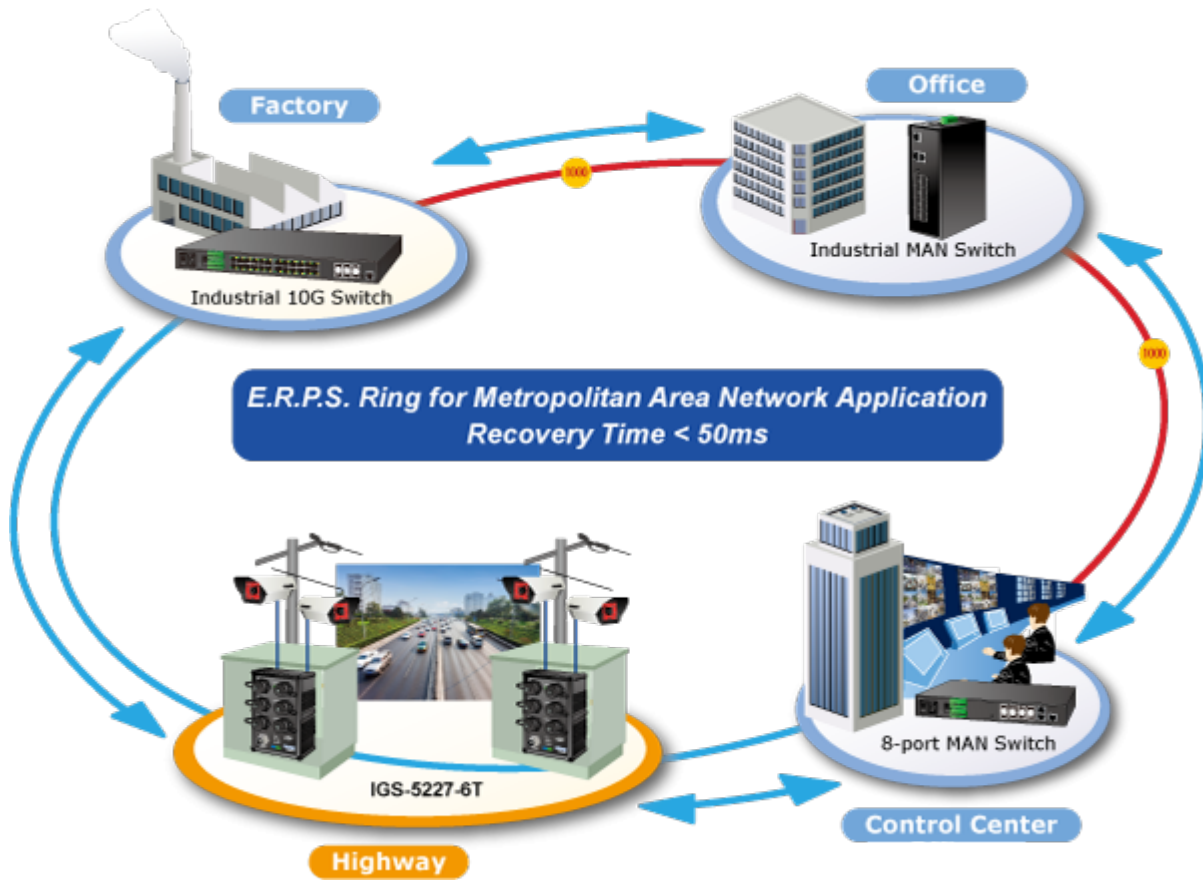 Factory
Office
1000
Industrial MAN Switch
Industrial 10G Switch
1000
E.R.P.S. Ring for Metropolitan Area Network Application
Recovery Time < 50ms
8-port MAN Switch
IGS-5227-6T
Control Center
Highway